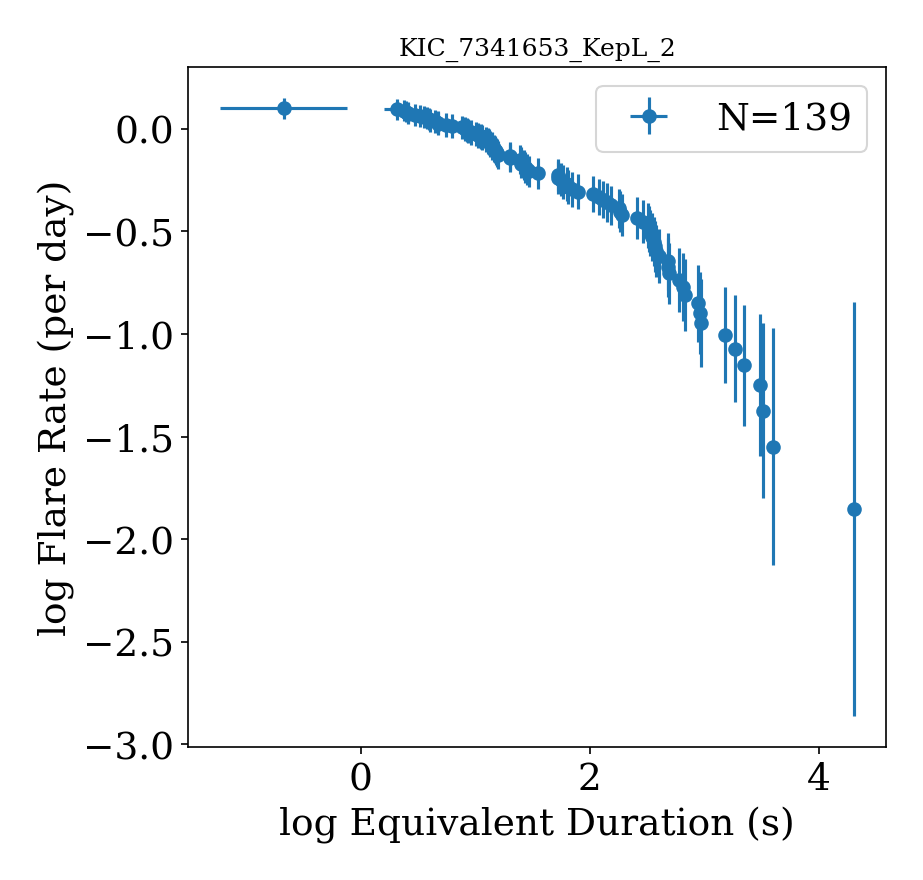 KIC_7341653_KepL_2
N=139
log Flare Rate (per day)
0.0
−0.5
−1.0
−1.5
−2.0
−2.5
−3.0
0 2 4
log Equivalent Duration (s)